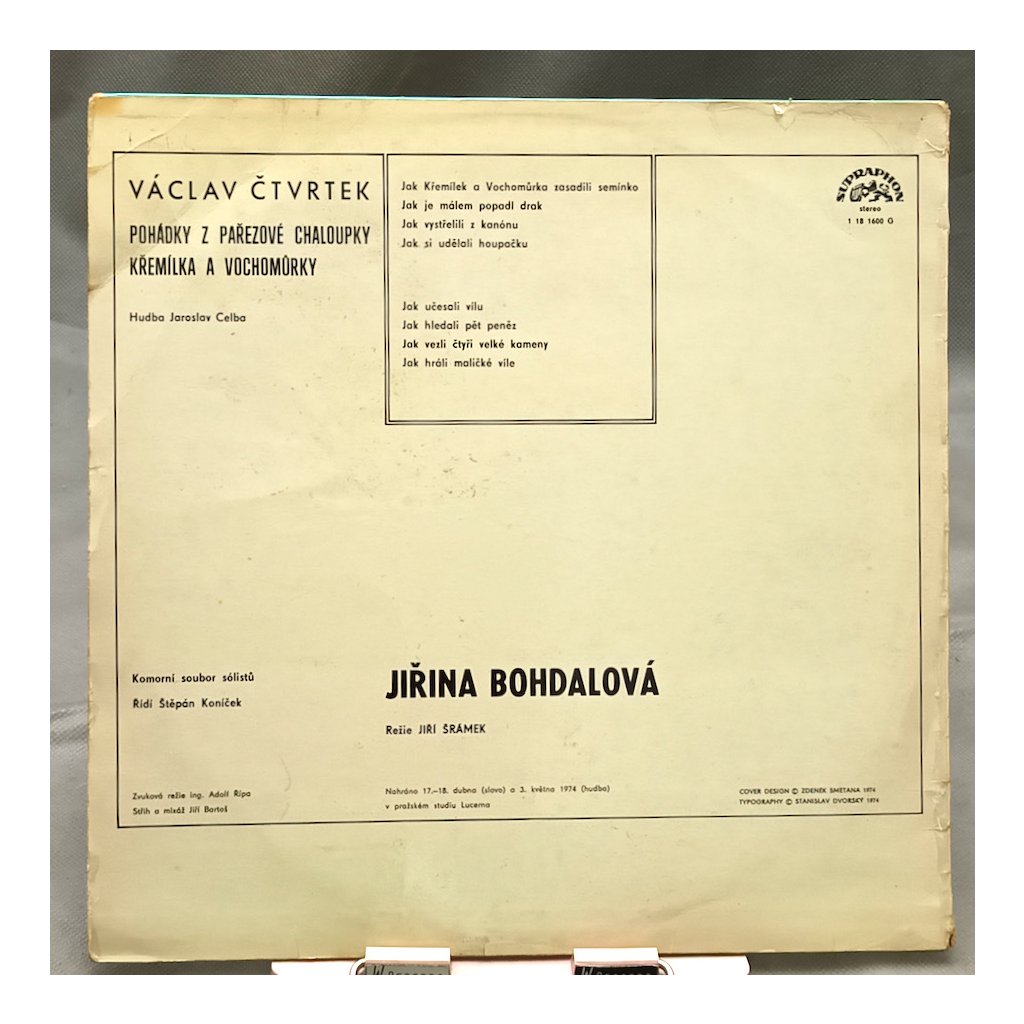 VÁCLAV ČTVRTEK
POHÁDKY Z PAŘEZOVÉ CHALOUPKY
KŘEMÍLKA A VOCHOMŮRKY
Hudba Jaroslav Celba
Jak Křemílek a Vochomůrka zasadili semínko
Jak je málem popadl drak
Jak vystřelili z kanónu
Jak si udělali houpačku
Jak učesali vílu
Jak hledali pět peněz
Jak vezli čtyři velké kameny
Jak hráli maličké víle
SUPRAPHON
stereo
1 18 1600 G
Komorní soubor sólistů
Řídí Štěpán Koníček
JIŘINA BOHDALOVÁ
Režie JIŘÍ ŠRÁMEK
Zvuková režie ing. Adolf Řípa
Střih a mixáž Jiří Bartoš
Nahráno 17.–18. dubna (slovo) a 3. května 1974 (hudba)
v pražském studiu Lucerna
COVER DESIGN © ZDENĚK SMETANA 1974
TYPOGRAPHY © STANISLAV DVORSKÝ 1974